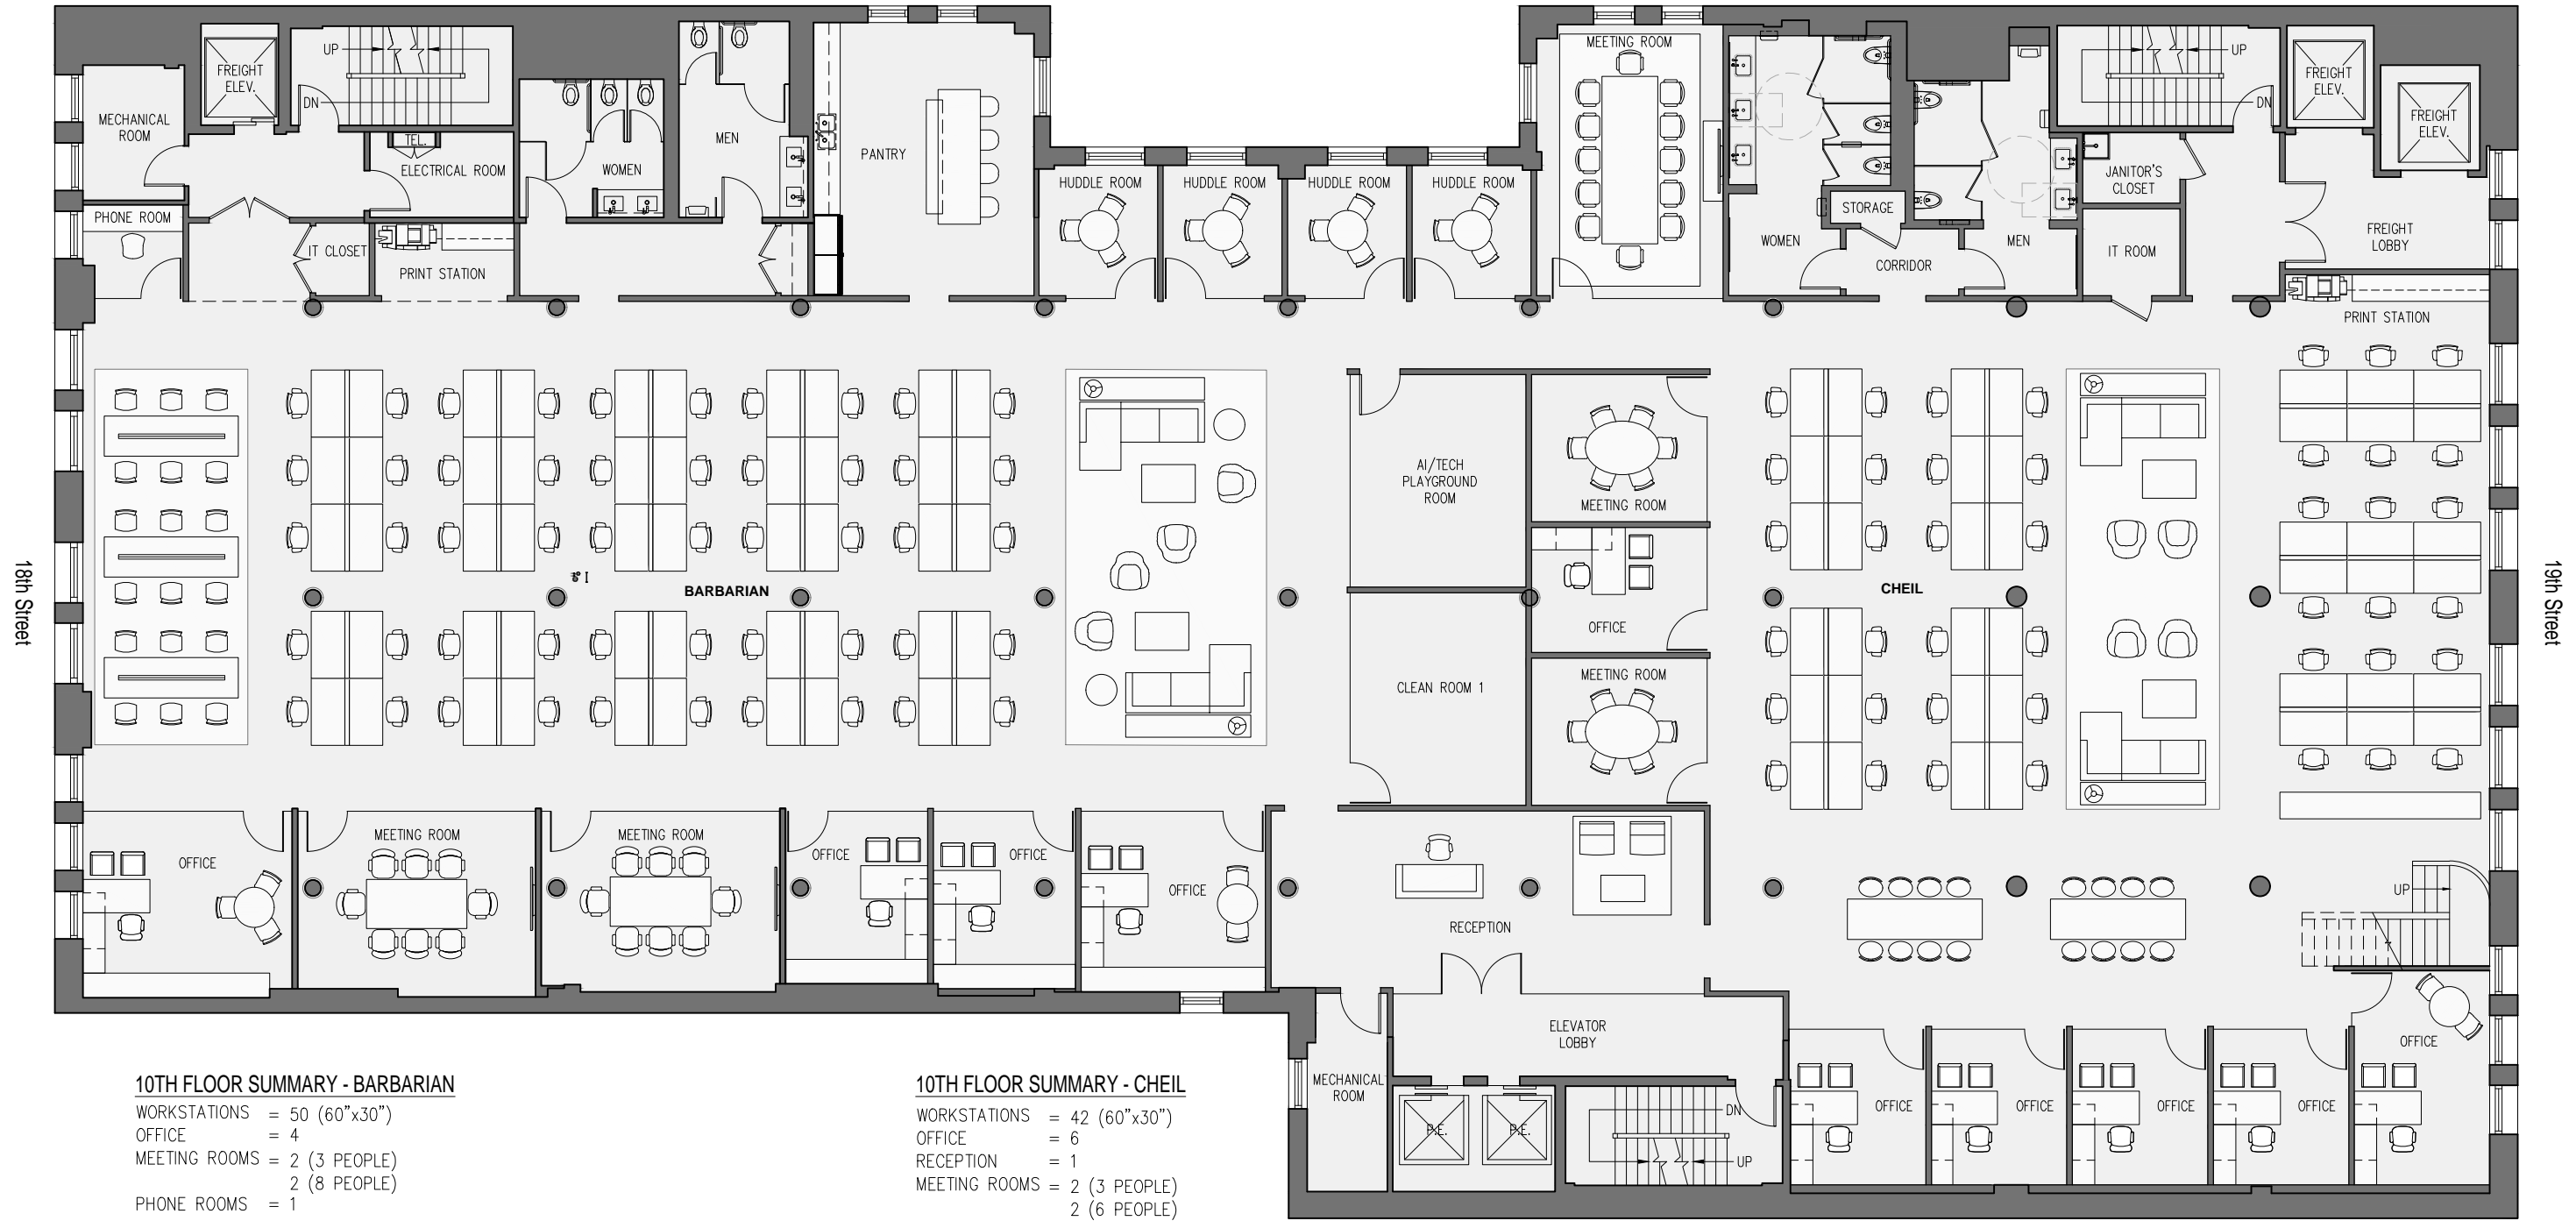 FREIGHT
ELEV.
UP
DN
MECHANICAL
ROOM
TEL.
ELECTRICAL ROOM
WOMEN
MEN
PANTRY
PHONE ROOM
IT CLOSET
PRINT STATION
HUDDLE ROOM
HUDDLE ROOM
HUDDLE ROOM
HUDDLE ROOM
MEETING ROOM
WOMEN
STORAGE
CORRIDOR
MEN
UP
DN
JANITOR'S
CLOSET
IT ROOM
FREIGHT
ELEV.
FREIGHT
ELEV.
FREIGHT
LOBBY
PRINT STATION
18th Street
BARBARIAN
AI/TECH
PLAYGROUND
ROOM
MEETING ROOM
OFFICE
CLEAN ROOM 1
MEETING ROOM
CHEIL
19th Street
OFFICE
MEETING ROOM
MEETING ROOM
OFFICE
OFFICE
OFFICE
RECEPTION
UP
ELEVATOR
LOBBY
MECHANICAL
ROOM
P.E.
P.E.
DN
UP
OFFICE
OFFICE
OFFICE
OFFICE
OFFICE
10TH FLOOR SUMMARY - BARBARIAN
WORKSTATIONS = 50 (60"x30")
OFFICE = 4
MEETING ROOMS = 2 (3 PEOPLE)
2 (8 PEOPLE)
PHONE ROOMS = 1
10TH FLOOR SUMMARY - CHEIL
WORKSTATIONS = 42 (60"x30")
OFFICE = 6
RECEPTION = 1
MEETING ROOMS = 2 (3 PEOPLE)
2 (6 PEOPLE)